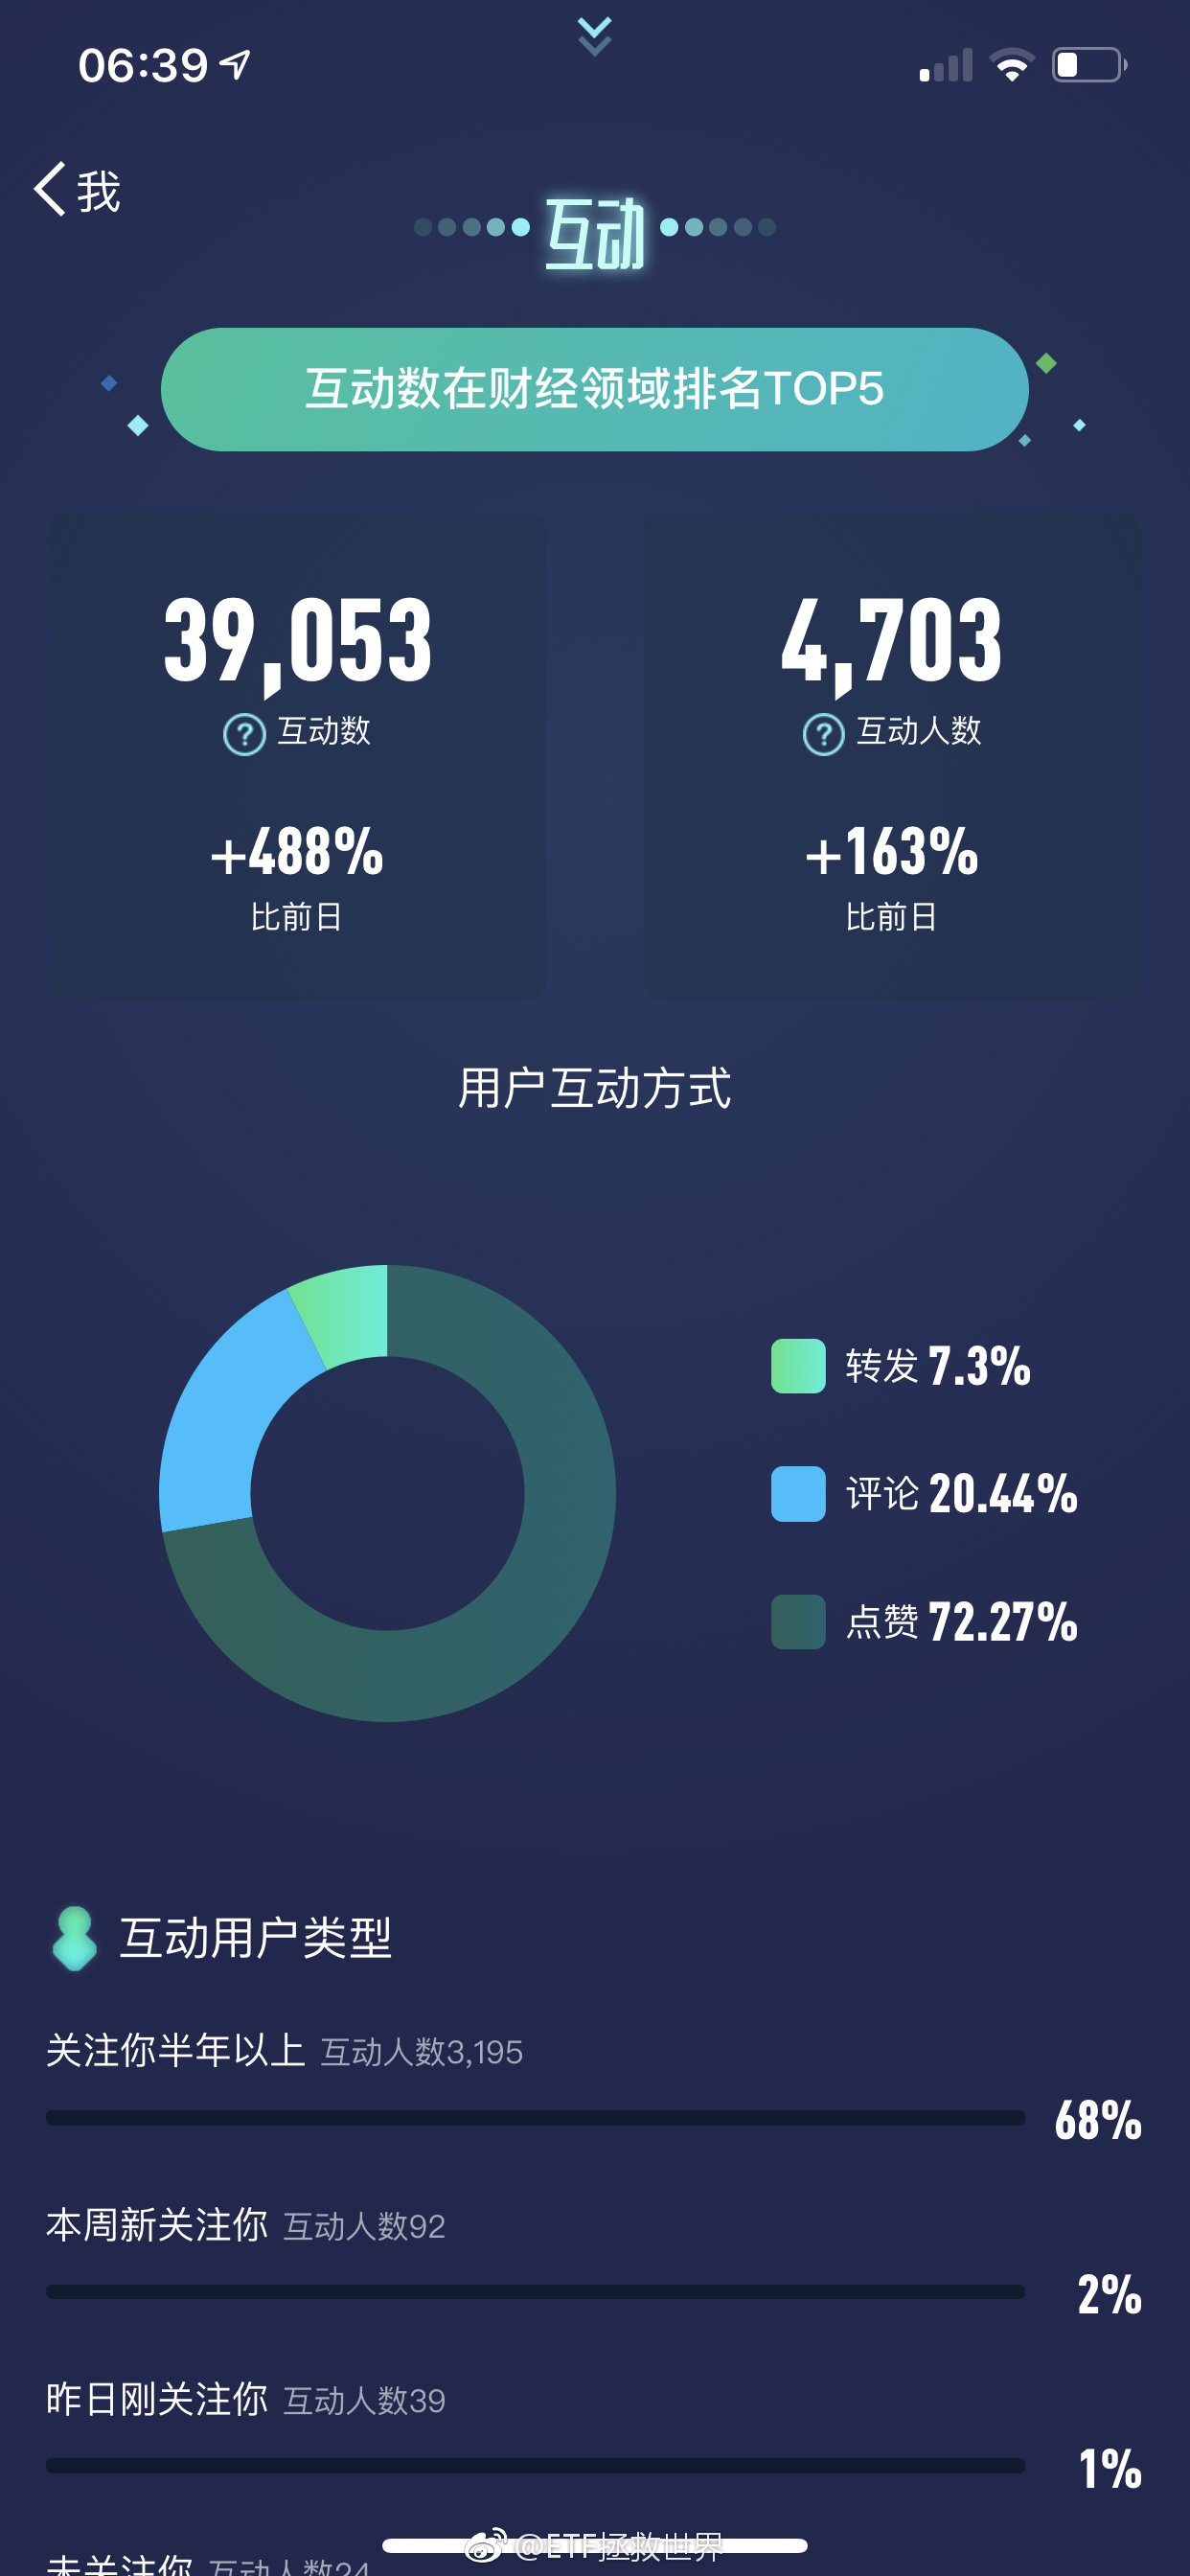 06:39
我
互动
互动数在财经领域排名TOP5
39,053
? 互动数
+488%
比前日
4,703
? 互动人数
+163%
比前日
用户互动方式
转发 7.3%
评论 20.44%
点赞 72.27%
互动用户类型
关注你半年以上 互动人数3,195
68%
本周新关注你 互动人数92
2%
昨日刚关注你 互动人数39
1%
未关注你 互动人数24
@ETF拯救世界